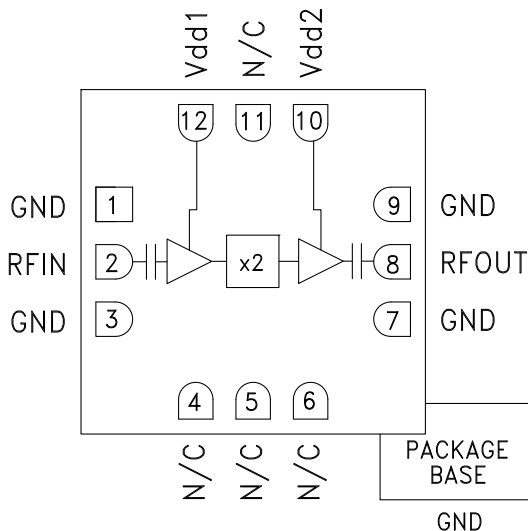 Vdd1
N/C
Vdd2
12
11
10
GND
1
9
GND
RFIN
2
x2
8
RFOUT
GND
3
7
GND
4
5
6
N/C
N/C
N/C
PACKAGE
BASE
GND